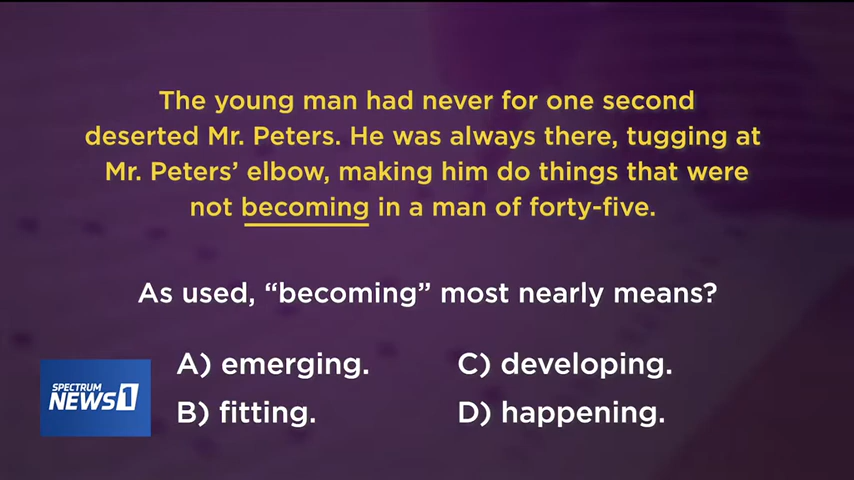 The young man had never for one second
deserted Mr. Peters. He was always there, tugging at
Mr. Peters’ elbow, making him do things that were
not becoming in a man of forty-five.
As used, “becoming” most nearly means?
A) emerging.
B) fitting.
C) developing.
D) happening.
SPECTRUM
NEWS1